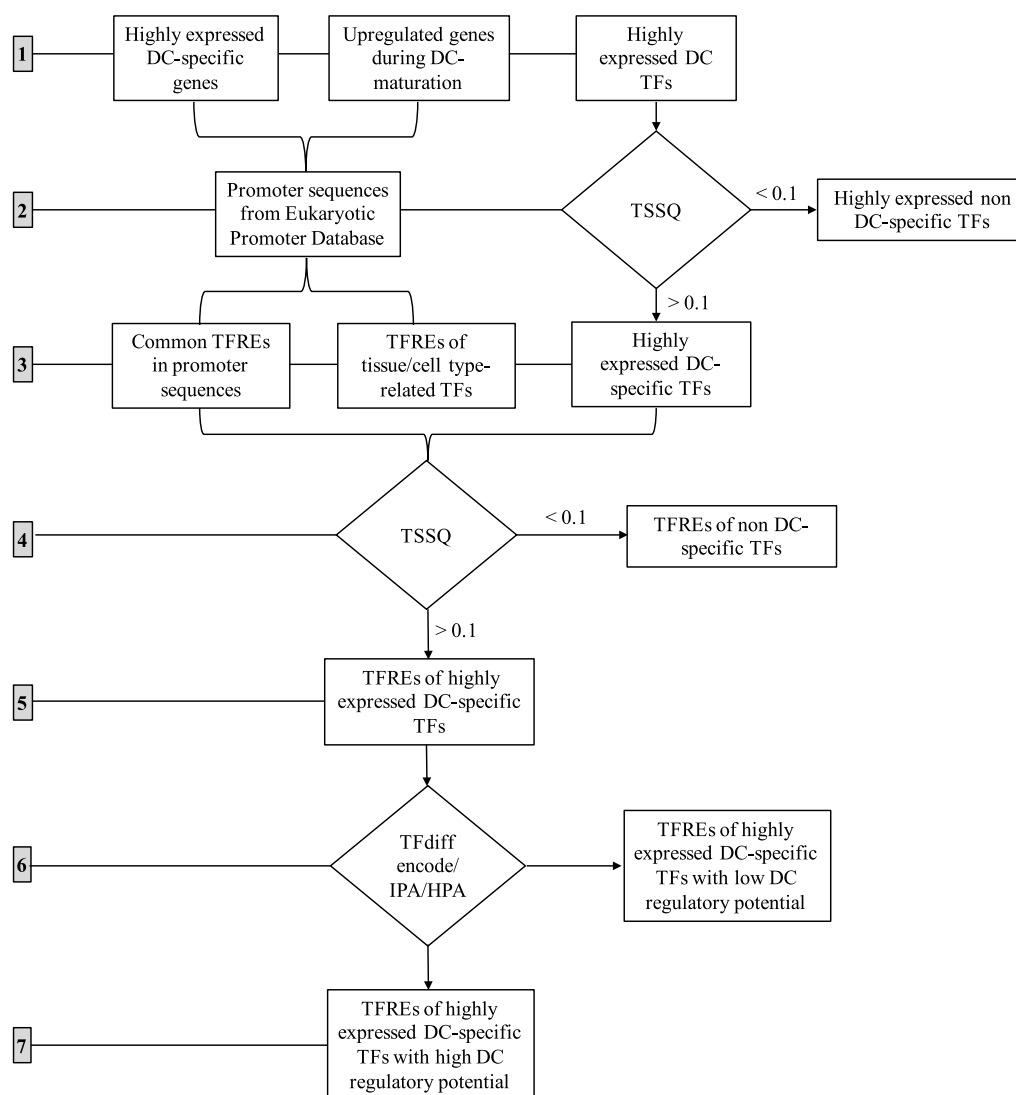 1
Highly expressed
DC-specific
genes
Upregulated genes
during DC-
maturation
Highly
expressed DC
TFs
2
Promoter sequences
from Eukaryotic
Promoter Database
TSSQ
< 0.1
Highly expressed non
DC-specific TFs
> 0.1
3
Common TFREs
in promoter
sequences
TFREs of
tissue/cell type-
related TFs
Highly
expressed DC-
specific TFs
4
TSSQ
< 0.1
TFREs of non DC-
specific TFs
> 0.1
5
TFREs of highly
expressed DC-specific
TFs
6
TFdiff
encode/
IPA/HPA
TFREs of highly
expressed DC-specific
TFs with low DC
regulatory potential
7
TFREs of highly
expressed DC-specific
TFs with high DC
regulatory potential